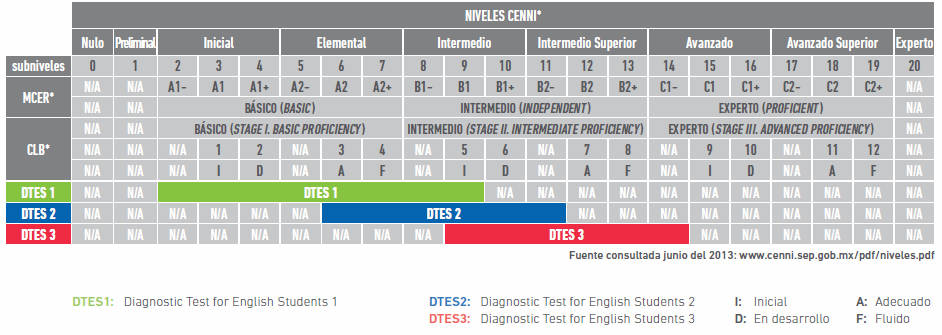 NIVELES CENNI*
Nulo Preliminal Inicial Elemental Intermedio Intermedio Superior Avanzado Avanzado Superior Experto
subniveles 0 1 2 3 4 5 6 7 8 9 10 11 12 13 14 15 16 17 18 19 20
MCER* N/A N/A A1- A1 A1+ A2- A2 A2+ B1- B1 B1+ B2- B2 B2+ C1- C1 C1+ C2- C2 C2+ N/A
N/A N/A BÁSICO (BASIC) INTERMEDIO (INDEPENDENT) EXPERTO (PROFICIENT) N/A
N/A N/A BÁSICO (STAGE I. BASIC PROFICIENCY) INTERMEDIO (STAGE II. INTERMEDIATE PROFICIENCY) EXPERTO (STAGE III. ADVANCED PROFICIENCY) N/A
CLB* N/A N/A N/A 1 2 N/A 3 4 N/A 5 6 N/A 7 8 N/A 9 10 N/A 11 12 N/A
N/A N/A N/A I D N/A A F N/A I D N/A A F N/A I D N/A A F N/A
DTES 1 N/A N/A DTES 1 N/A N/A N/A N/A N/A N/A N/A N/A N/A N/A N/A
DTES 2 N/A N/A N/A N/A N/A N/A DTES 2 N/A N/A N/A N/A N/A N/A N/A N/A N/A
DTES 3 N/A N/A N/A N/A N/A N/A N/A N/A N/A DTES 3 N/A N/A N/A N/A N/A N/A
Fuente consultada junio del 2013: www.cenni.sep.gob.mx/pdf/niveles.pdf
DTES1: Diagnostic Test for English Students 1 DTES2: Diagnostic Test for English Students 2 I: Inicial A: Adecuado
DTES3: Diagnostic Test for English Students 3 D: En desarrollo F: Fluido